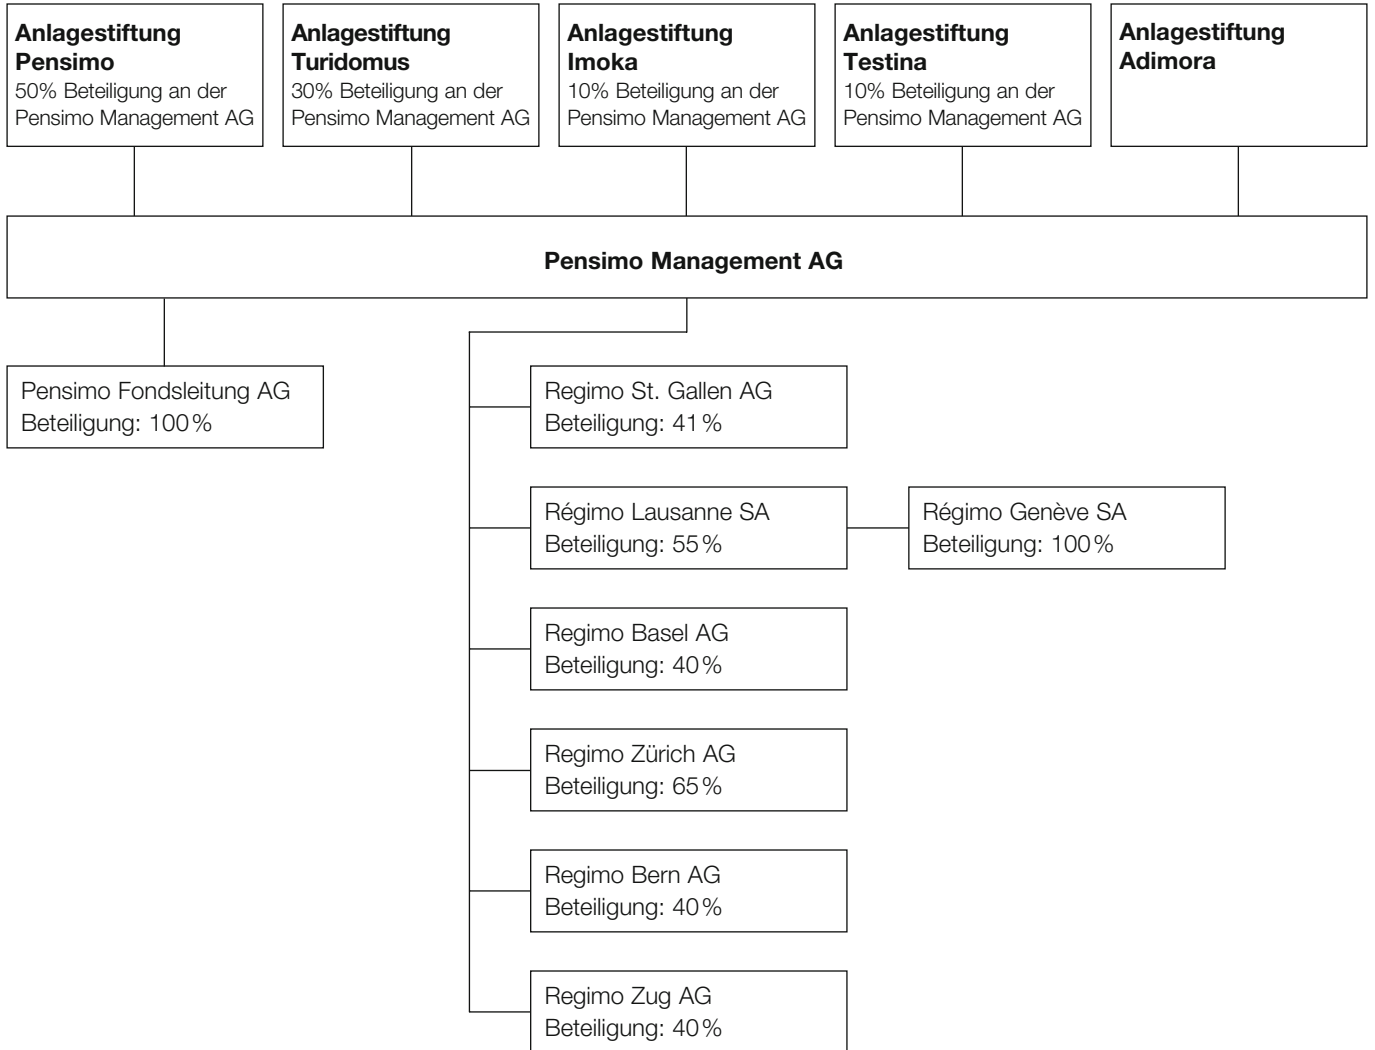 Anlagestiftung
Pensimo
50% Beteiligung an der
Pensimo Management AG
Anlagestiftung
Turidomus
30% Beteiligung an der
Pensimo Management AG
Anlagestiftung
Imoka
10% Beteiligung an der
Pensimo Management AG
Anlagestiftung
Testina
10% Beteiligung an der
Pensimo Management AG
Anlagestiftung
Adimora
Pensimo Management AG
Pensimo Fondsleitung AG
Beteiligung: 100%
Regimo St. Gallen AG
Beteiligung: 41%
Régimo Lausanne SA
Beteiligung: 55%
Régimo Genève SA
Beteiligung: 100%
Regimo Basel AG
Beteiligung: 40%
Regimo Zürich AG
Beteiligung: 65%
Regimo Bern AG
Beteiligung: 40%
Regimo Zug AG
Beteiligung: 40%